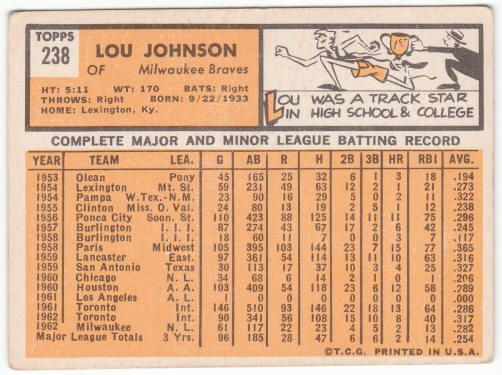 TOPPS
238
LOU JOHNSON
OF Milwaukee Braves
HT: 5:11 WT: 170 BATS: Right
THROWS: Right BORN: 9/22/1933
HOME: Lexington, Ky.
LOU WAS A TRACK STAR
IN HIGH SCHOOL & COLLEGE
COMPLETE MAJOR AND MINOR LEAGUE BATTING RECORD
YEAR TEAM LEA. G AB R H 2B 3B HR RBI AVG.
1953 Olean Pony 45 165 25 32 6 1 3 18 .194
1954 Lexington Mt. St. 59 231 49 63 12 2 1 21 .273
1954 Pampa W.Tex.-N.M. 23 90 16 29 5 0 2 11 .322
1955 Clinton Miss. O. Val. 24 80 13 19 2 1 2 12 .238
1956 Ponca City Soon. St. 110 423 88 125 14 11 11 75 .296
1957 Burlington I. I. I. 87 274 43 67 17 2 6 42 .245
1958 Burlington I. I. I. 18 60 11 7 0 0 3 7 .117
1958 Paris Midwest 95 395 103 144 23 7 15 77 .365
1959 Lancaster East. 97 358 71 113 13 11 10 63 .316
1959 San Antonio Texas 30 113 17 37 10 3 4 25 .327
1960 Chicago N. L. 34 68 6 14 2 1 0 1 .206
1960 Houston A. A. 103 409 54 118 23 6 12 58 .289
1961 Los Angeles A. L. 1 0 0 0 0 0 0 0 .000
1961 Toronto Int. 146 510 93 146 18 2 13 64 .286
1962 Toronto Int. 90 341 56 108 14 5 10 43 .317
1962 Milwaukee N. L. 61 117 22 23 4 5 2 13 .282
Major League Totals 3 Yrs. 96 185 28 47 6 6 2 14 .254
©T.C.G. PRINTED IN U.S.A.